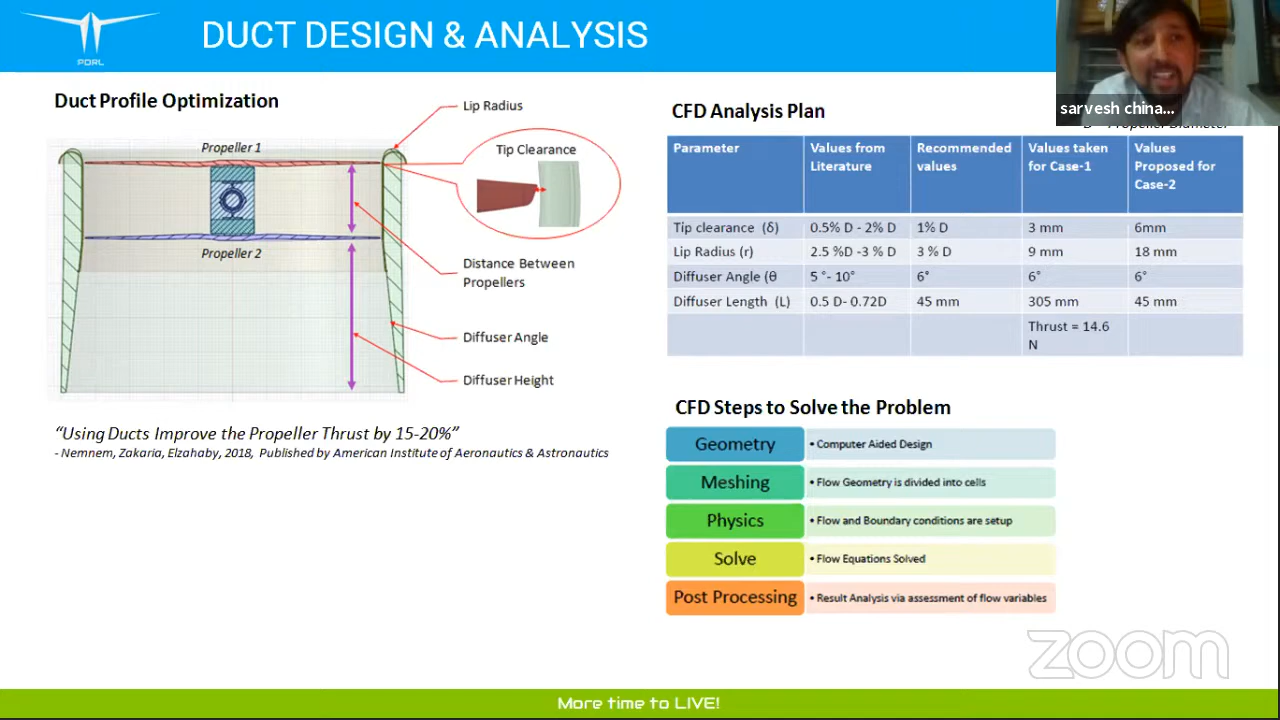 PDRL
DUCT DESIGN & ANALYSIS
sarvesh china...
Duct Profile Optimization
Lip Radius
Propeller 1
Tip Clearance
Propeller 2
Distance Between
Propellers
Diffuser Angle
Diffuser Height
“Using Ducts Improve the Propeller Thrust by 15-20%”
- Nemnem, Zakaria, Elzahaby, 2018, Published by American Institute of Aeronautics & Astronautics
CFD Analysis Plan
D - Propeller Diameter
Parameter Values from Literature Recommended values Values taken for Case-1 Values Proposed for Case-2
Tip clearance (δ) 0.5% D - 2% D 1% D 3 mm 6mm
Lip Radius (r) 2.5 %D -3 % D 3 % D 9 mm 18 mm
Diffuser Angle (θ 5 °- 10° 6° 6° 6°
Diffuser Length (L) 0.5 D- 0.72D 45 mm 305 mm 45 mm
Thrust = 14.6 N
CFD Steps to Solve the Problem
Geometry • Computer Aided Design
Meshing • Flow Geometry is divided into cells
Physics • Flow and Boundary conditions are setup
Solve • Flow Equations Solved
Post Processing • Result Analysis via assessment of flow variables
zoom
More time to LIVE!